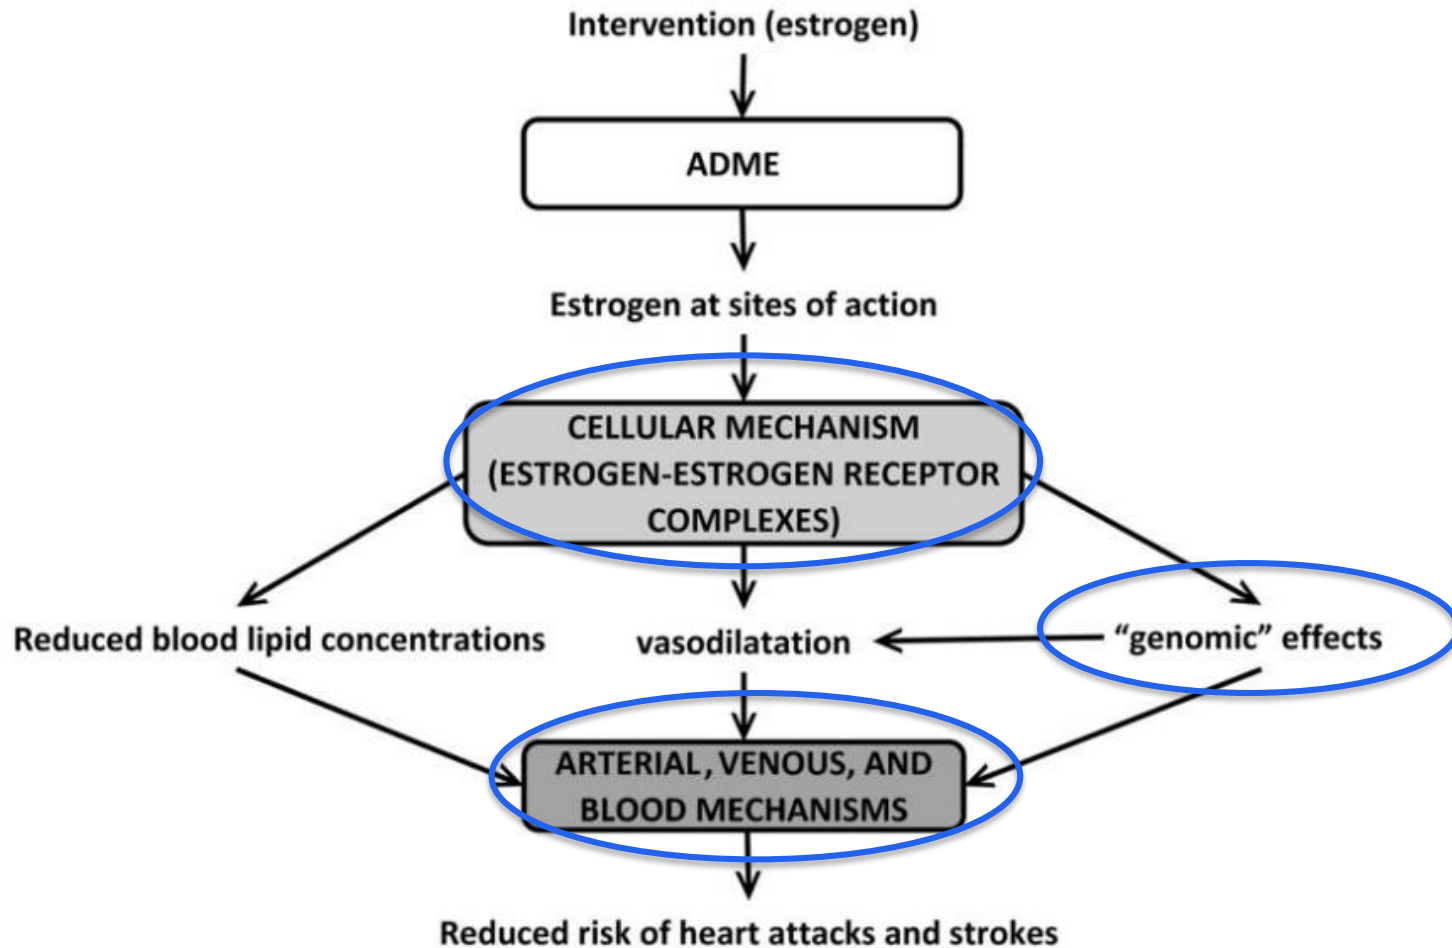 Intervention (estrogen)
ADME
Estrogen at sites of action
CELLULAR MECHANISM
(ESTROGEN-ESTROGEN RECEPTOR
COMPLEXES)
Reduced blood lipid concentrations
vasodilatation
“genomic” effects
ARTERIAL, VENOUS, AND
BLOOD MECHANISMS
Reduced risk of heart attacks and strokes